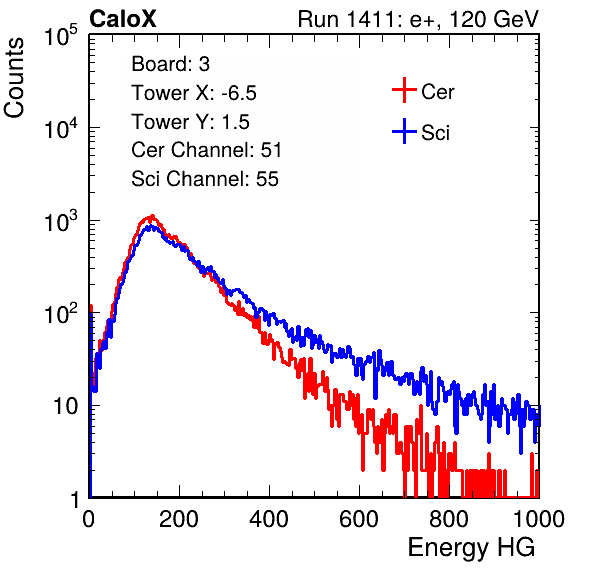 CaloX Run 1411: e+, 120 GeV
Counts
Board: 3
Tower X: -6.5
Tower Y: 1.5
Cer Channel: 51
Sci Channel: 55
Cer
Sci
10^5
10^4
10^3
10^2
10
1
0 200 400 600 800 1000
Energy HG